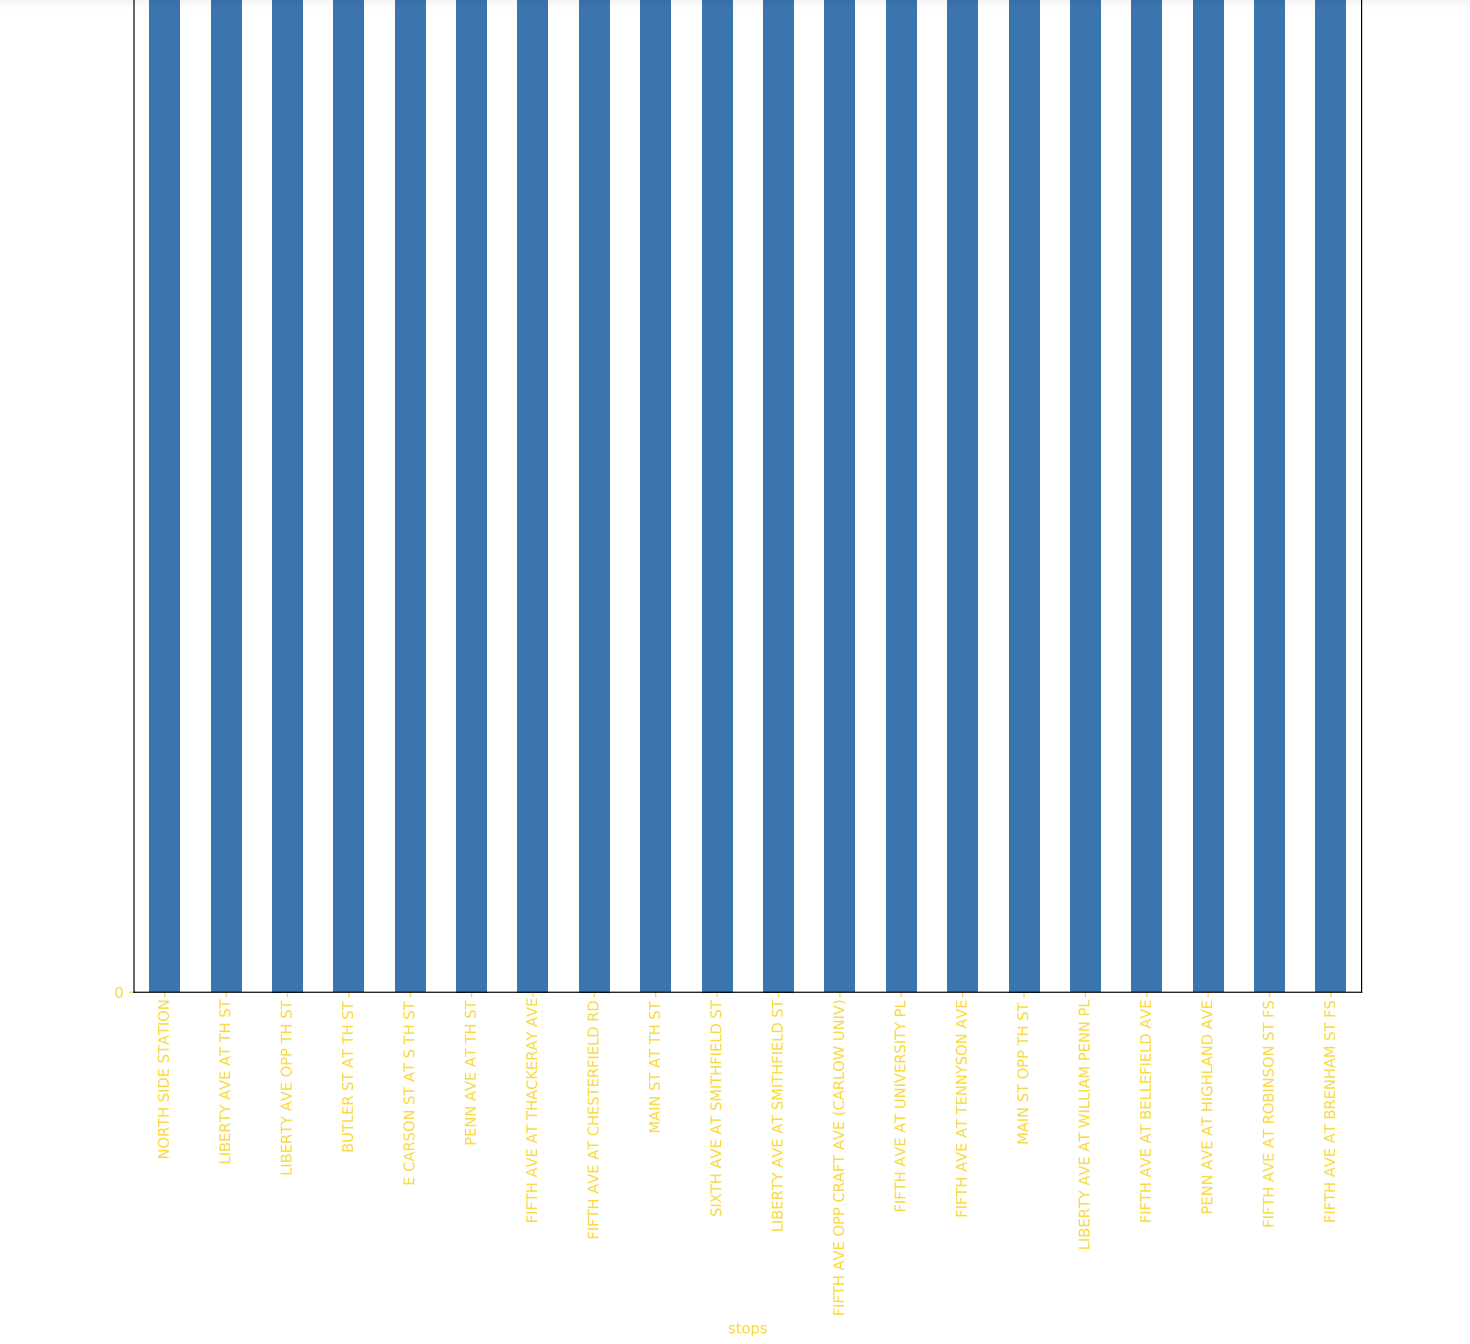 0
NORTH SIDE STATION
LIBERTY AVE AT TH ST
LIBERTY AVE OPP TH ST
BUTLER ST AT TH ST
E CARSON ST AT S TH ST
PENN AVE AT TH ST
FIFTH AVE AT THACKERAY AVE
FIFTH AVE AT CHESTERFIELD RD
MAIN ST AT TH ST
SIXTH AVE AT SMITHFIELD ST
LIBERTY AVE AT SMITHFIELD ST
FIFTH AVE OPP CRAFT AVE (CARLOW UNIV)
FIFTH AVE AT UNIVERSITY PL
FIFTH AVE AT TENNYSON AVE
MAIN ST OPP TH ST
LIBERTY AVE AT WILLIAM PENN PL
FIFTH AVE AT BELLEFIELD AVE
PENN AVE AT HIGHLAND AVE
FIFTH AVE AT ROBINSON ST FS
FIFTH AVE AT BRENHAM ST FS
stops